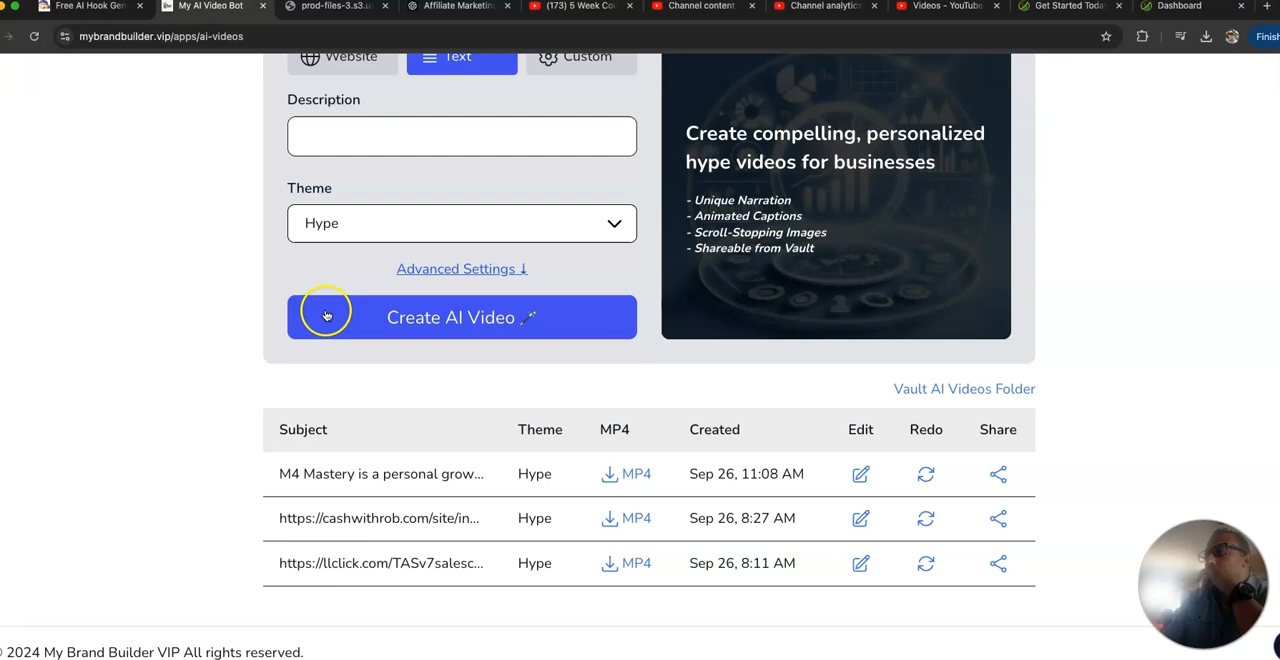 Free AI Hook Gen
My AI Video Bot
prod-files-3.s3.us
Affiliate Marketing
(173) 5 Week Cou
Channel content
Channel analytics
Videos - YouTube
Get Started Toda
Dashboard
mybrandbuilder.vip/apps/ai-videos
Finish
Website
Text
Custom
Description
Theme
Hype
Advanced Settings ↓
Create AI Video
Create compelling, personalized
hype videos for businesses
- Unique Narration
- Animated Captions
- Scroll-Stopping Images
- Shareable from Vault
Vault AI Videos Folder
Subject Theme MP4 Created Edit Redo Share
M4 Mastery is a personal grow... Hype MP4 Sep 26, 11:08 AM
https://cashwithrob.com/site/in... Hype MP4 Sep 26, 8:27 AM
https://llclick.com/TASv7salesc... Hype MP4 Sep 26, 8:11 AM
© 2024 My Brand Builder VIP All rights reserved.